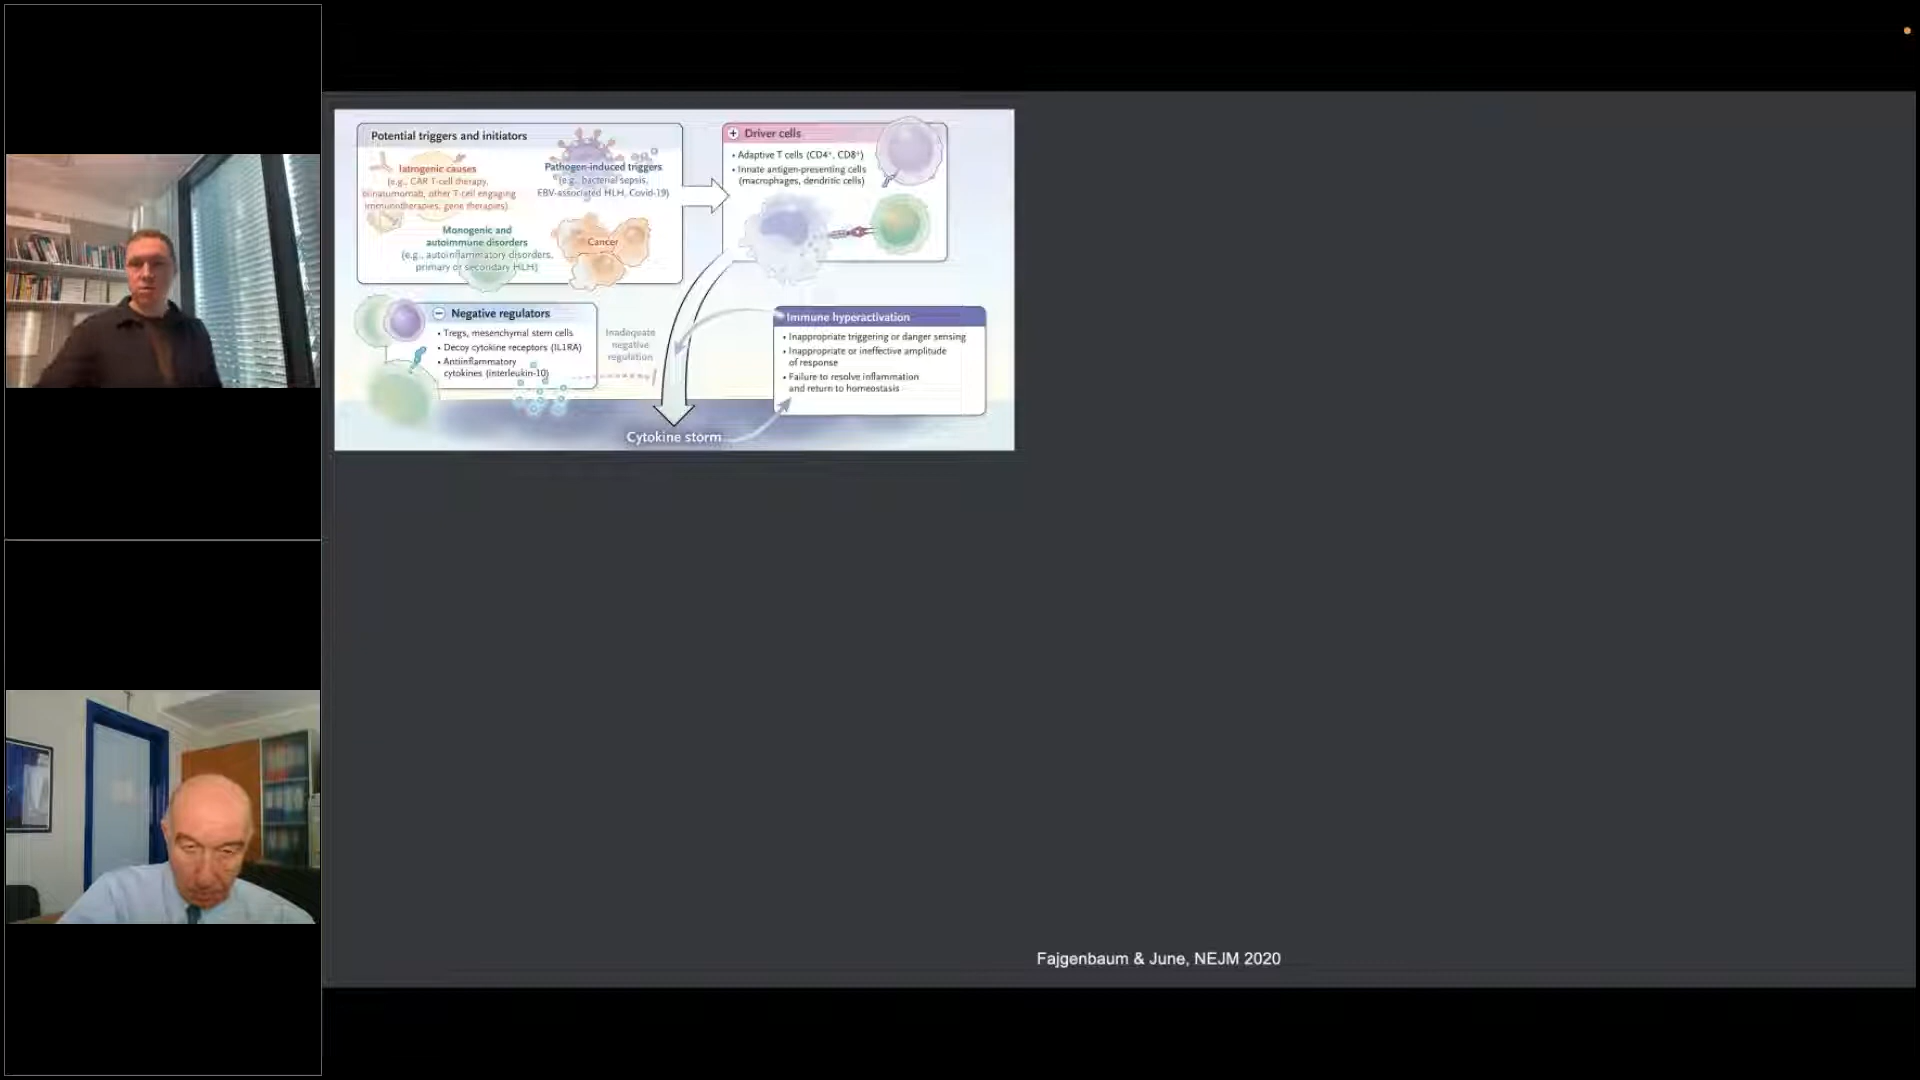 Potential triggers and initiators
Iatrogenic causes
(e.g., CAR T-cell therapy,
blinatumomab, other T-cell engaging
immunotherapies, gene therapies)
Pathogen-induced triggers
(e.g., bacterial sepsis,
EBV-associated HLH, Covid-19)
Monogenic and
autoimmune disorders
(e.g., autoinflammatory disorders,
primary or secondary HLH)
Cancer
+ Driver cells
• Adaptive T cells (CD4⁺, CD8⁺)
• Innate antigen-presenting cells
(macrophages, dendritic cells)
− Negative regulators
• Tregs, mesenchymal stem cells
• Decoy cytokine receptors (IL1RA)
• Antiinflammatory
cytokines (interleukin-10)
Inadequate
negative
regulation
Immune hyperactivation
• Inappropriate triggering or danger sensing
• Inappropriate or ineffective amplitude
of response
• Failure to resolve inflammation
and return to homeostasis
Cytokine storm
Fajgenbaum & June, NEJM 2020